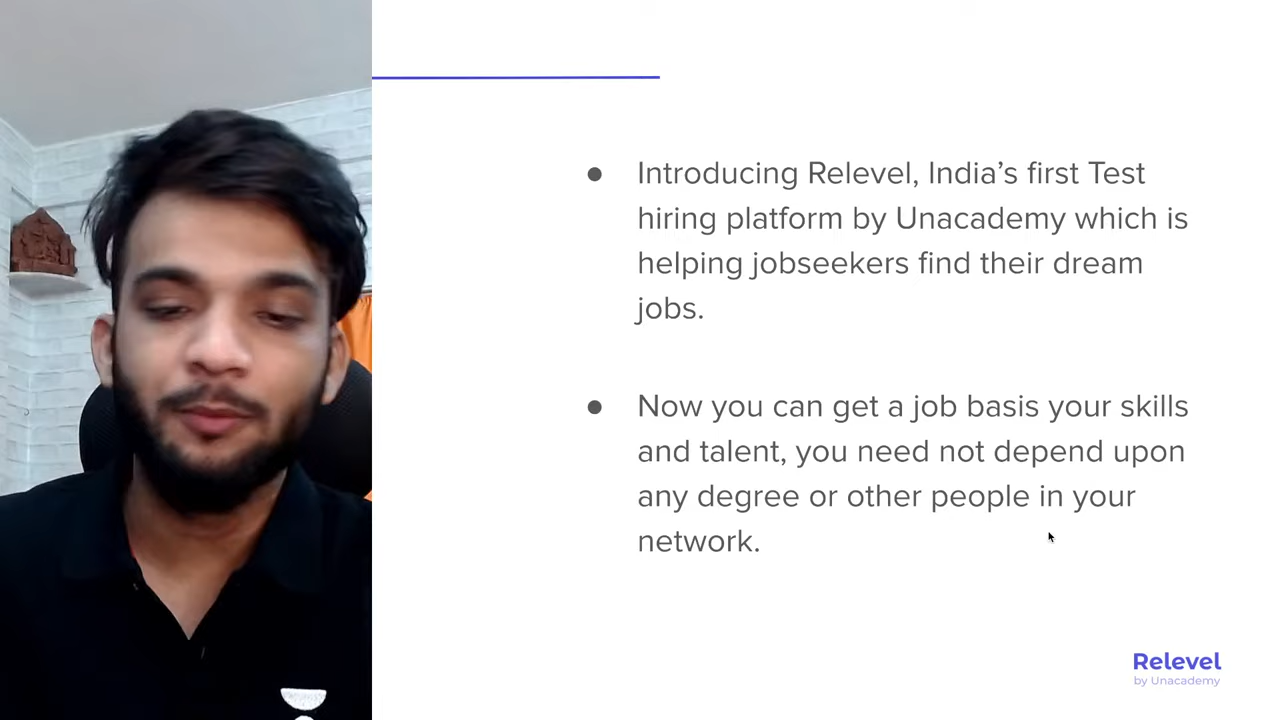 ● Introducing Relevel, India’s first Test
hiring platform by Unacademy which is
helping jobseekers find their dream
jobs.
● Now you can get a job basis your skills
and talent, you need not depend upon
any degree or other people in your
network.
Relevel
by Unacademy